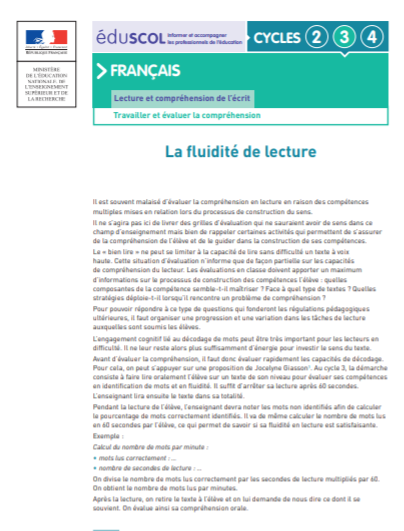 RÉPUBLIQUE FRANÇAISE
MINISTÈRE
DE L'ÉDUCATION
NATIONALE, DE
L'ENSEIGNEMENT
SUPÉRIEUR ET DE
LA RECHERCHE
éduSCOL Informer et accompagner
les professionnels de l'éducation
CYCLES 2 3 4
FRANÇAIS
Lecture et compréhension de l'écrit
Travailler et évaluer la compréhension
La fluidité de lecture
Il est souvent malaisé d'évaluer la compréhension en lecture en raison des compétences
multiples mises en relation lors du processus de construction du sens.
Il ne s'agira pas ici de livrer des grilles d'évaluation qui ne sauraient avoir de sens dans ce
champ d'enseignement mais bien de rappeler certaines activités qui permettent de s'assurer
de la compréhension de l'élève et de le guider dans la construction de ses compétences.
Le « bien lire » ne peut se limiter à la capacité de lire sans difficulté un texte à voix
haute. Cette situation d'évaluation n'informe que de façon partielle sur les capacités
de compréhension du lecteur. Les évaluations en classe doivent apporter un maximum
d'informations sur le processus de construction des compétences l'élève : quelles
composantes de la compétence semble-t-il maîtriser ? Face à quel type de textes ? Quelles
stratégies déploie-t-il lorsqu'il rencontre un problème de compréhension ?
Pour pouvoir répondre à ce type de questions qui fonderont les régulations pédagogiques
ultérieures, il faut organiser une progression et une variation dans les tâches de lecture
auxquelles sont soumis les élèves.
L'engagement cognitif lié au décodage de mots peut être très important pour les lecteurs en
difficulté. Il ne leur reste alors plus suffisamment d'énergie pour investir le sens du texte.
Avant d'évaluer la compréhension, il faut donc évaluer rapidement les capacités de décodage.
Pour cela, on peut s'appuyer sur une proposition de Jocelyne Giasson¹. Au cycle 3, la démarche
consiste à faire lire oralement l'élève sur un texte de son niveau pour évaluer ses compétences
en identification de mots et en fluidité. Il suffit d'arrêter sa lecture après 60 secondes.
L'enseignant lira ensuite le texte dans sa totalité.
Pendant la lecture de l'élève, l'enseignant devra noter les mots non identifiés afin de calculer
le pourcentage de mots correctement identifiés. Il va de même calculer le nombre de mots lus
en 60 secondes par l'élève, ce qui permet de savoir si sa fluidité en lecture est satisfaisante.
Exemple :
Calcul du nombre de mots par minute :
• mots lus correctement : ...
• nombre de secondes de lecture : ...
On divise le nombre de mots lus correctement par les secondes de lecture multipliés par 60.
On obtient le nombre de mots lus par minutes.
Après la lecture, on retire le texte à l'élève et on lui demande de nous dire ce dont il se
souvient. On évalue ainsi sa compréhension orale.